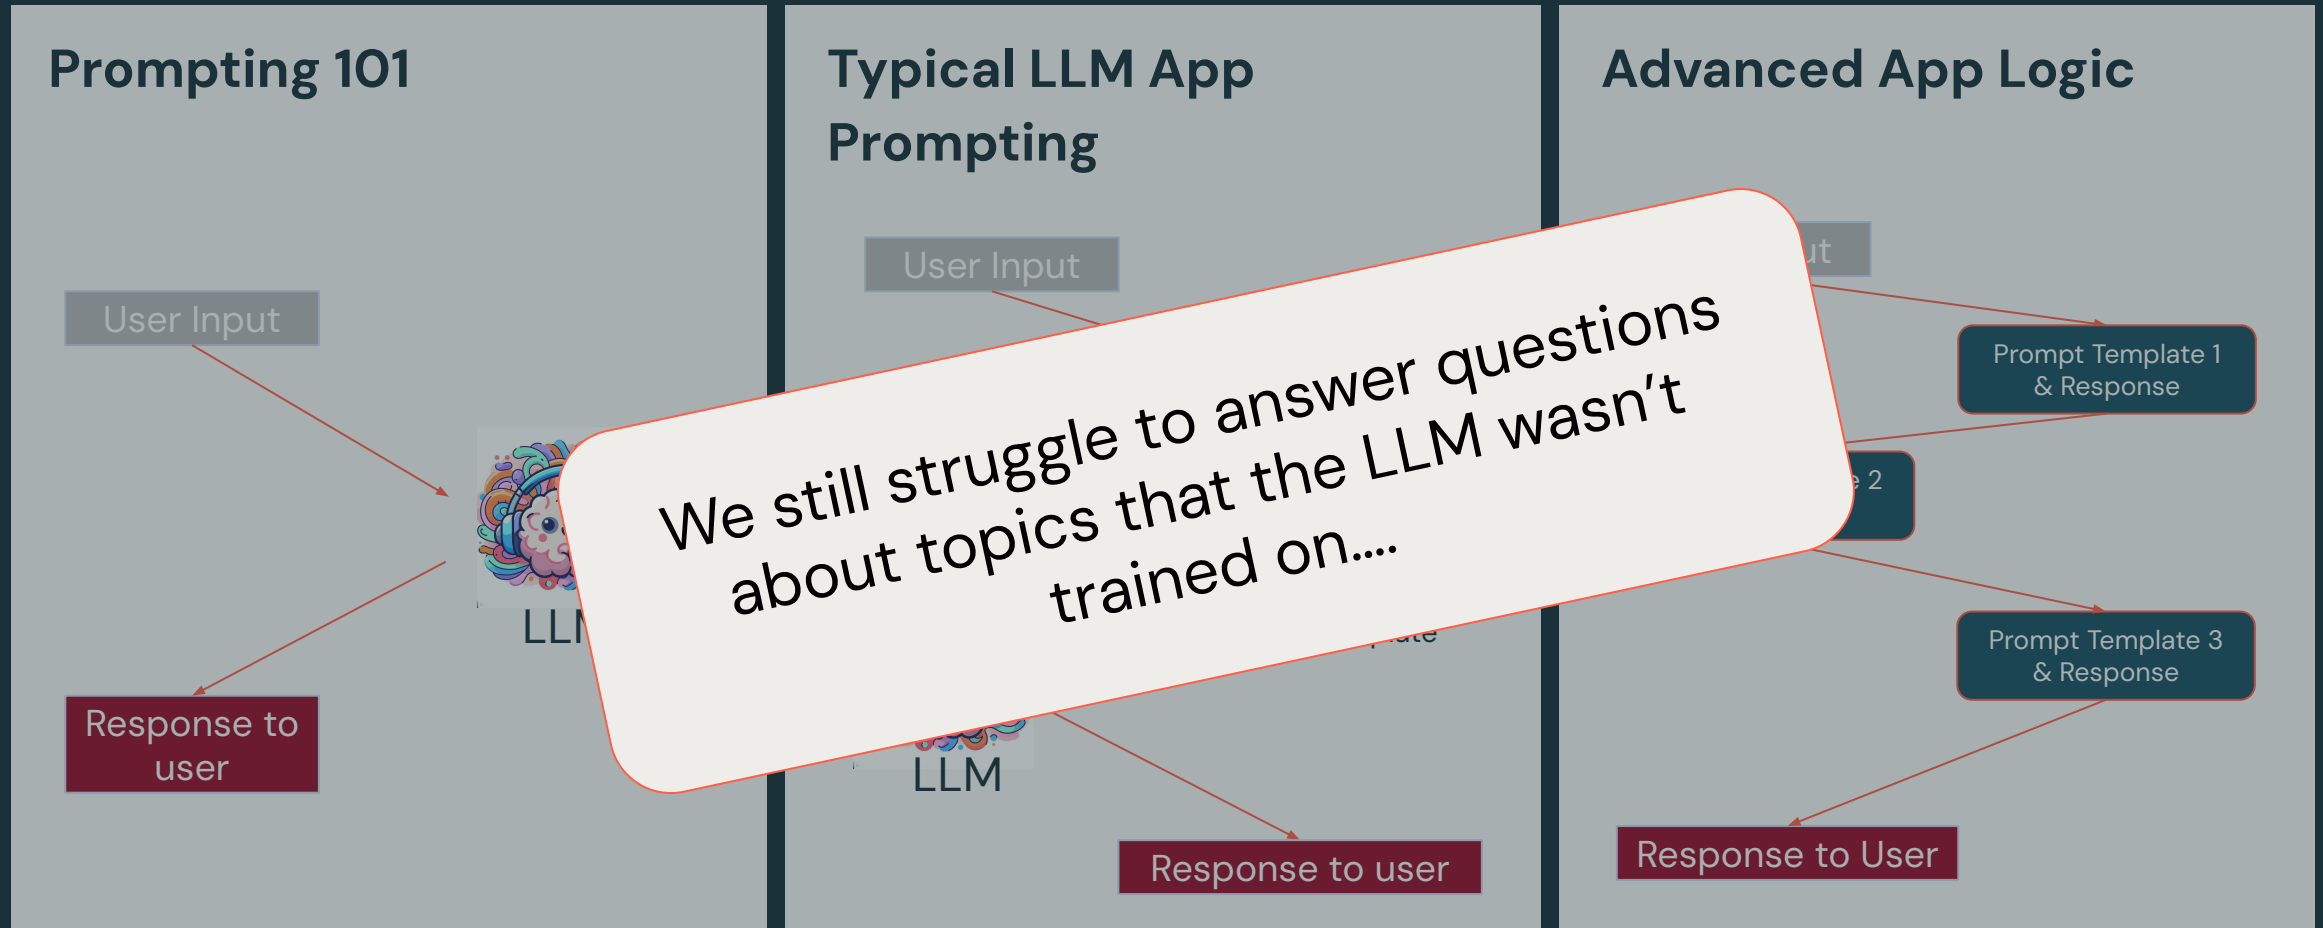 Prompting 101
User Input
Response to
user
Typical LLM App
Prompting
User Input
LLM
Response to user
Advanced App Logic
Prompt Template 1
& Response
2
Prompt Template 3
& Response
Response to User
We still struggle to answer questions
about topics that the LLM wasn’t
trained on....